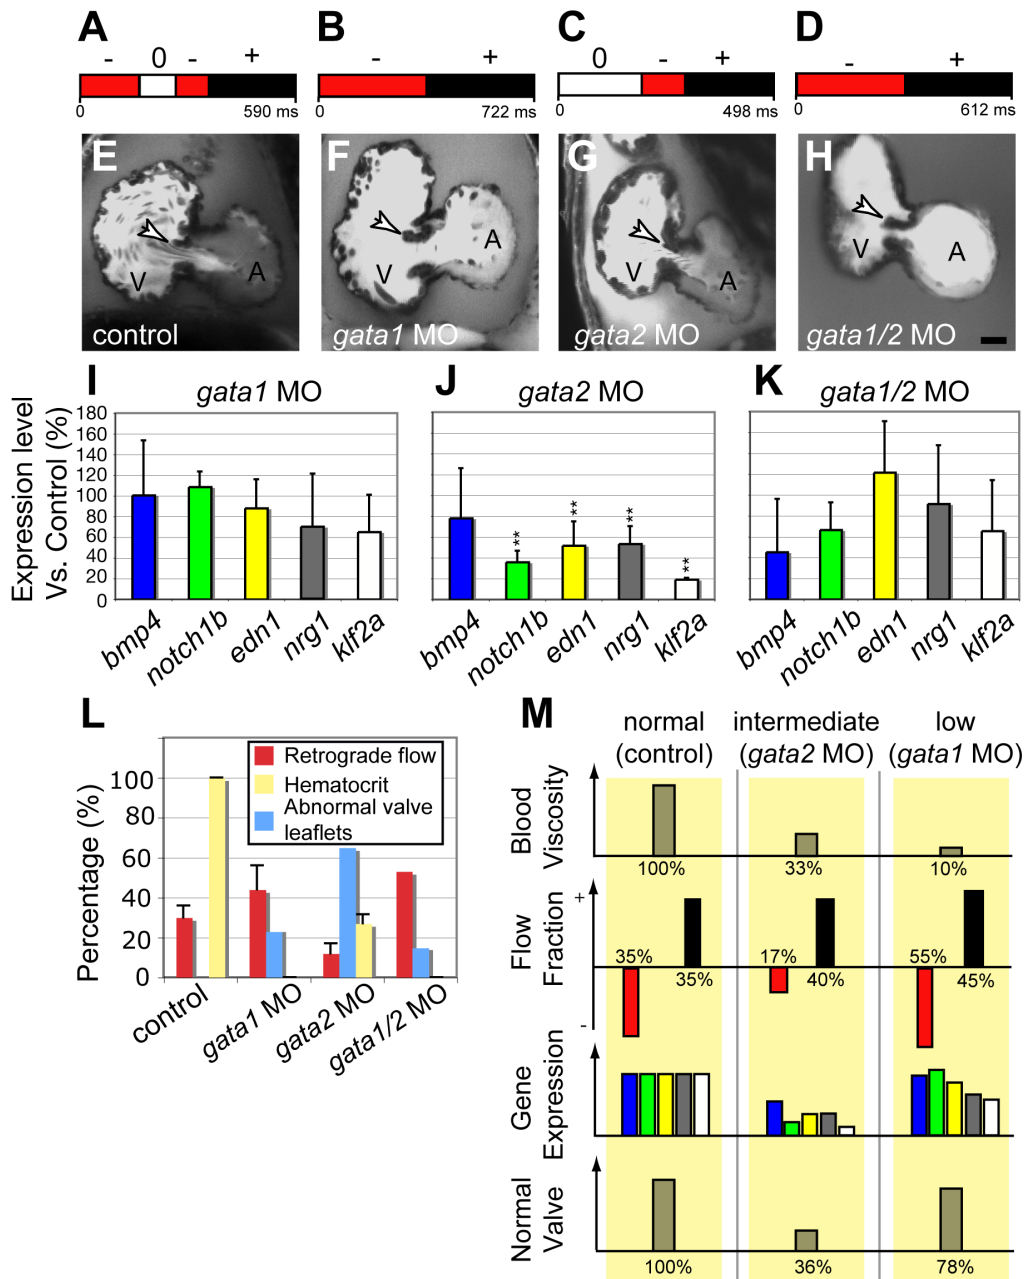 A B C D
- 0 - + - + 0 - + - +
0 590 ms 0 722 ms 0 498 ms 0 612 ms
E F G H
V A V A V A V A
control gata1 MO gata2 MO gata1/2 MO
I J K
gata1 MO gata2 MO gata1/2 MO
Expression level
Vs. Control (%)
180
160
140
120
100
80
60
40
20
0
** ** ** **
bmp4 notch1b edn1 nrg1 klf2a bmp4 notch1b edn1 nrg1 klf2a bmp4 notch1b edn1 nrg1 klf2a
L
Percentage (%)
100
80
60
40
20
0
Retrograde flow
Hematocrit
Abnormal valve
leaflets
control gata1 MO gata2 MO gata1/2 MO
M
normal intermediate low
(control) (gata2 MO) (gata1 MO)
Blood
Viscosity
100% 33% 10%
Flow
Fraction
+
-
35% 17% 55%
35% 40% 45%
Gene
Expression
Normal
Valve
100% 36% 78%